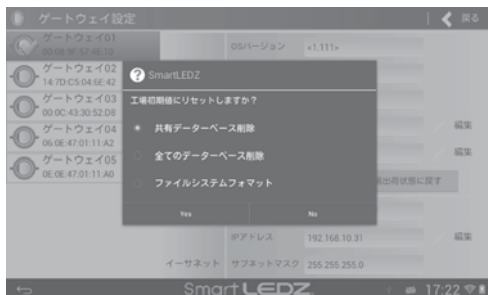 ゲートウェイ設定
戻る
ゲートウェイ01
00:08:9F:57:4E:10
ゲートウェイ02
14:7D:C5:04:6E:42
ゲートウェイ03
00:0C:43:30:52:D8
ゲートウェイ04
06:0E:47:01:11:A2
ゲートウェイ05
0E:0E:47:01:11:A0
OSバージョン <1.111>
SmartLEDZ
工場初期値にリセットしますか？
共有データーベース削除
全てのデーターベース削除
ファイルシステムフォマット
Yes No
編集
編集
出荷状態に戻す
IPアドレス 192.168.10.31 編集
イーサネット サブネットマスク 255.255.255.0
Smart LEDZ
17:22